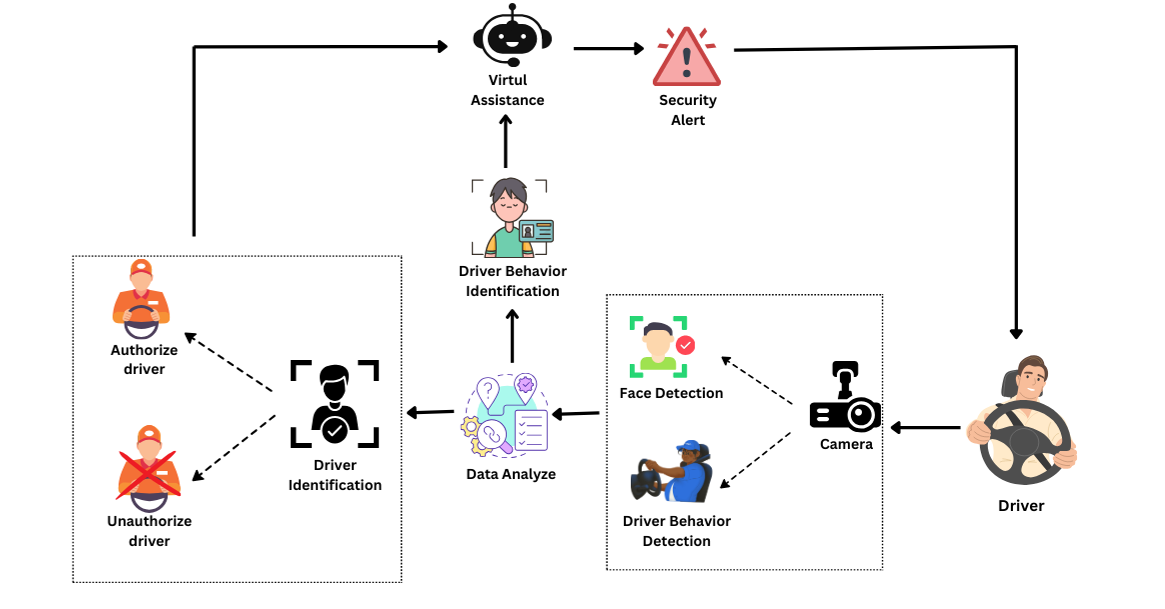 Virtul
Assistance
Security
Alert
Driver Behavior
Identification
Authorize
driver
Unauthorize
driver
Driver
Identification
Data Analyze
Face Detection
Driver Behavior
Detection
Camera
Driver